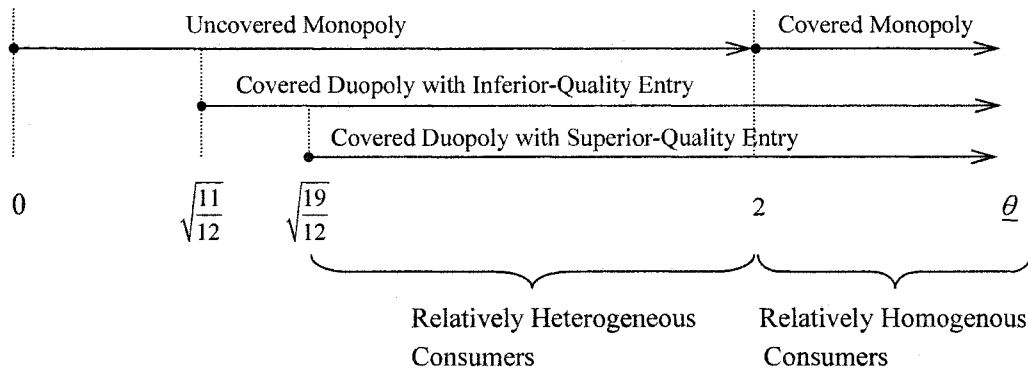 Uncovered Monopoly
Covered Monopoly
Covered Duopoly with Inferior-Quality Entry
Covered Duopoly with Superior-Quality Entry
0
√(11/12)
√(19/12)
2
θ
Relatively Heterogeneous
Consumers
Relatively Homogenous
Consumers